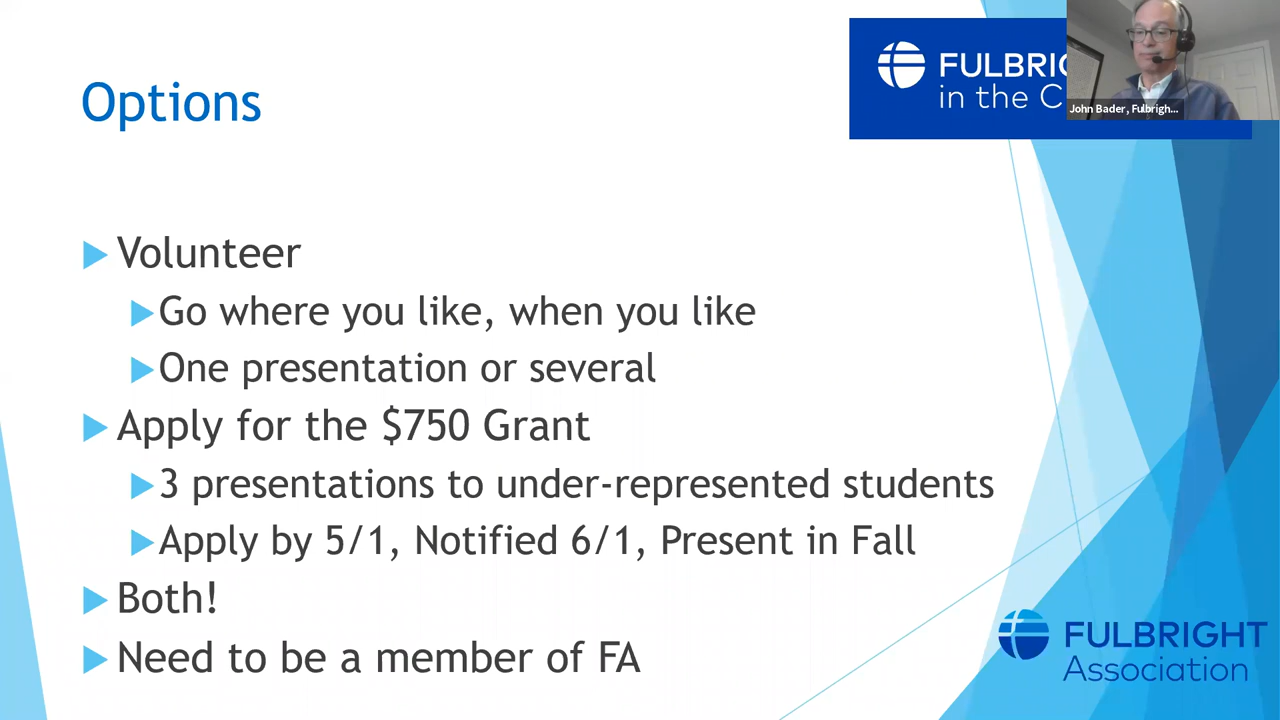 Options
FULBRI
in the C
John Bader, Fulbrigh...
Volunteer
Go where you like, when you like
One presentation or several
Apply for the $750 Grant
3 presentations to under-represented students
Apply by 5/1, Notified 6/1, Present in Fall
Both!
Need to be a member of FA
FULBRIGHT
Association